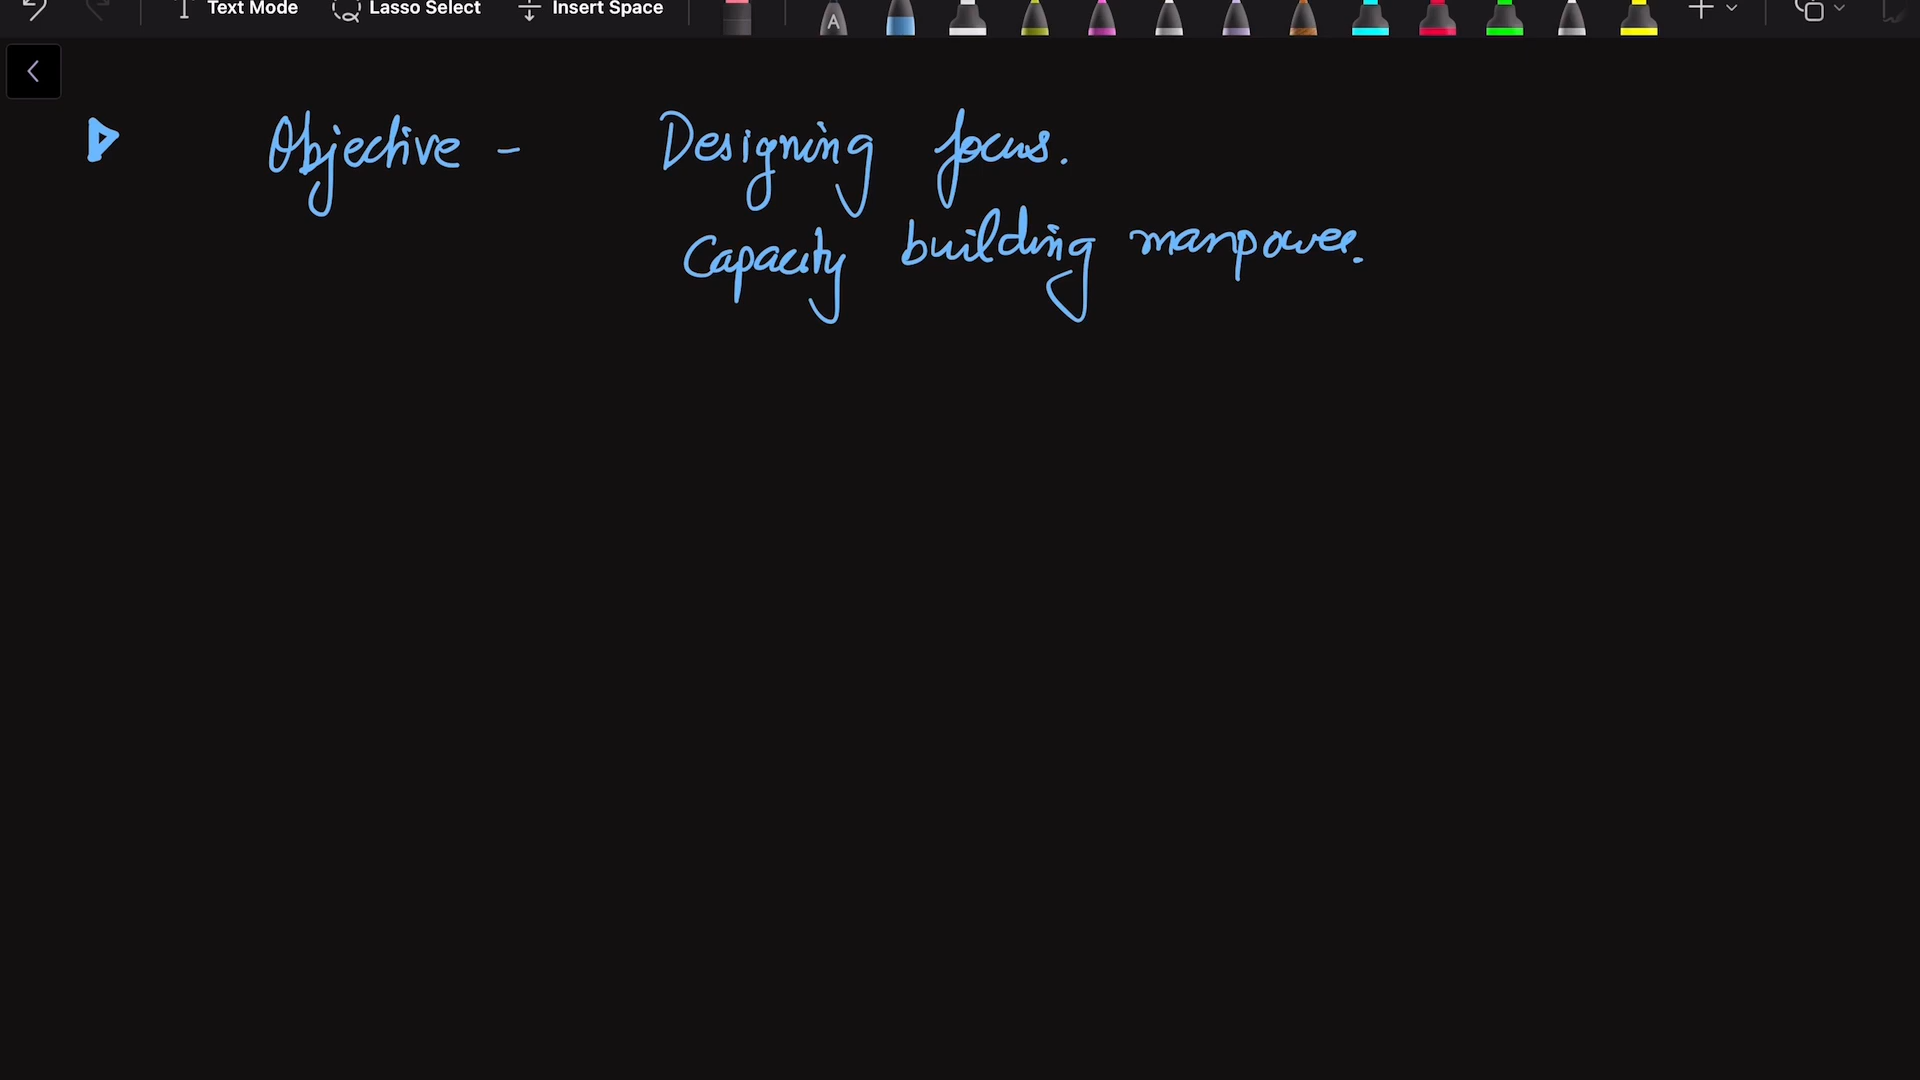 Text Mode Lasso Select Insert Space A
Objective - Designing focus.
Capacity building manpower.